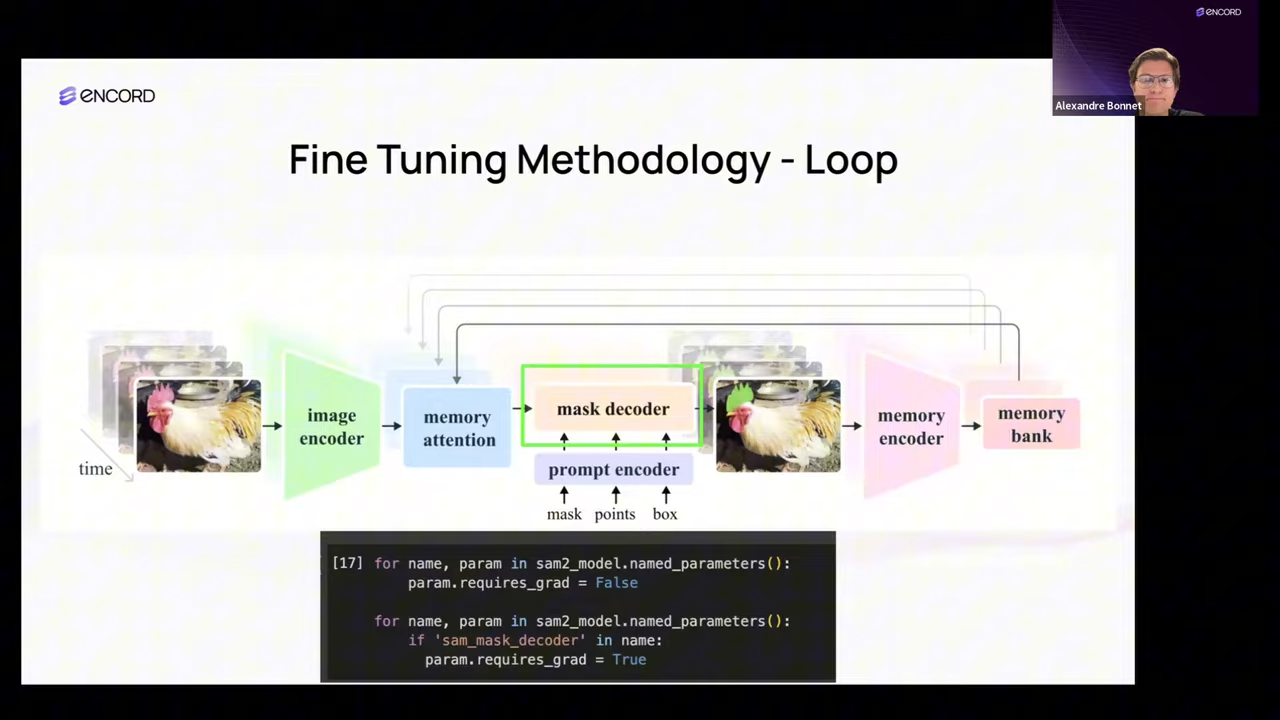 ENCORD
Alexandre Bonnet
ENCORD
Fine Tuning Methodology - Loop
time
image
encoder
memory
attention
mask decoder
prompt encoder
mask points box
memory
encoder
memory
bank
[17] for name, param in sam2_model.named_parameters():
param.requires_grad = False
for name, param in sam2_model.named_parameters():
if 'sam_mask_decoder' in name:
param.requires_grad = True